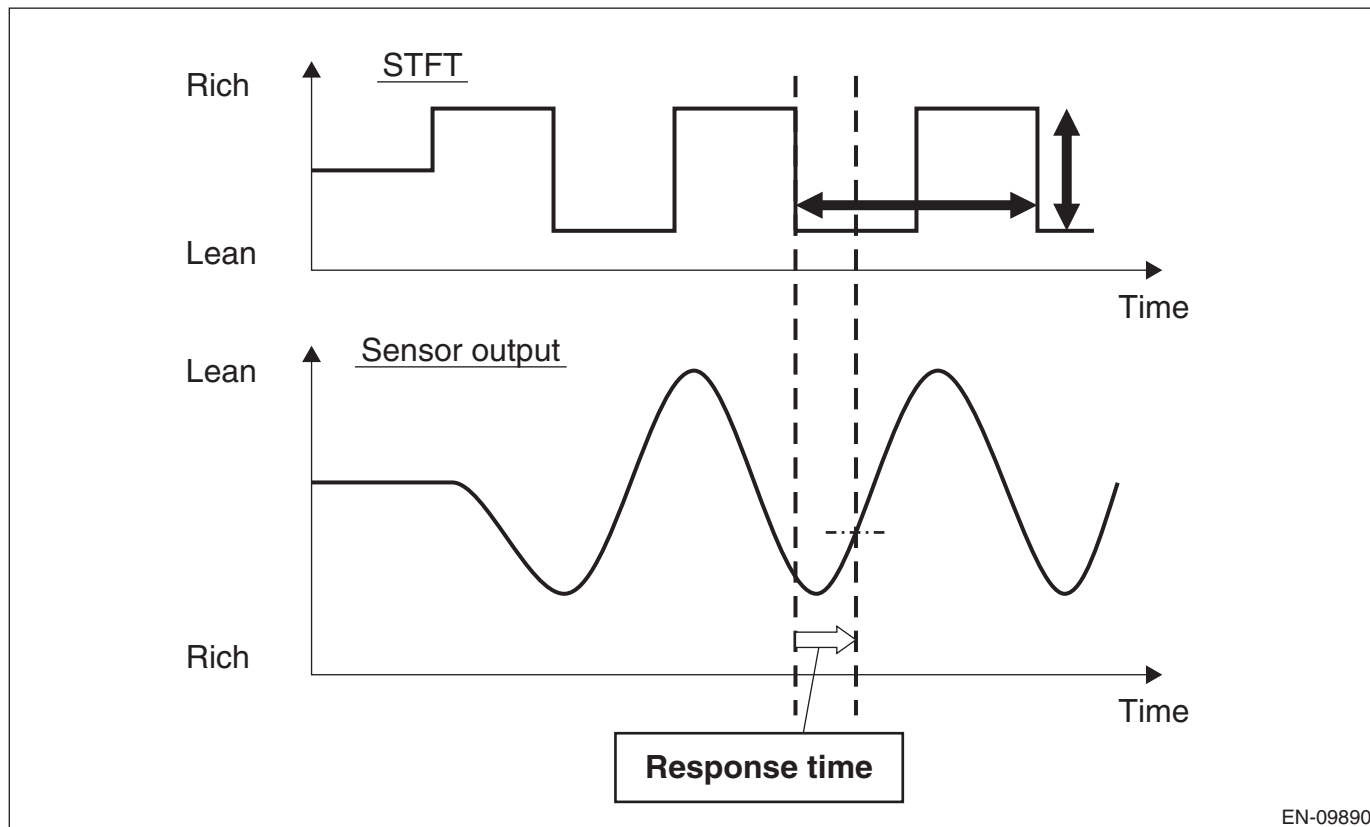 STFT
Rich
Lean
Time
Sensor output
Lean
Rich
Time
Response time
EN-09890